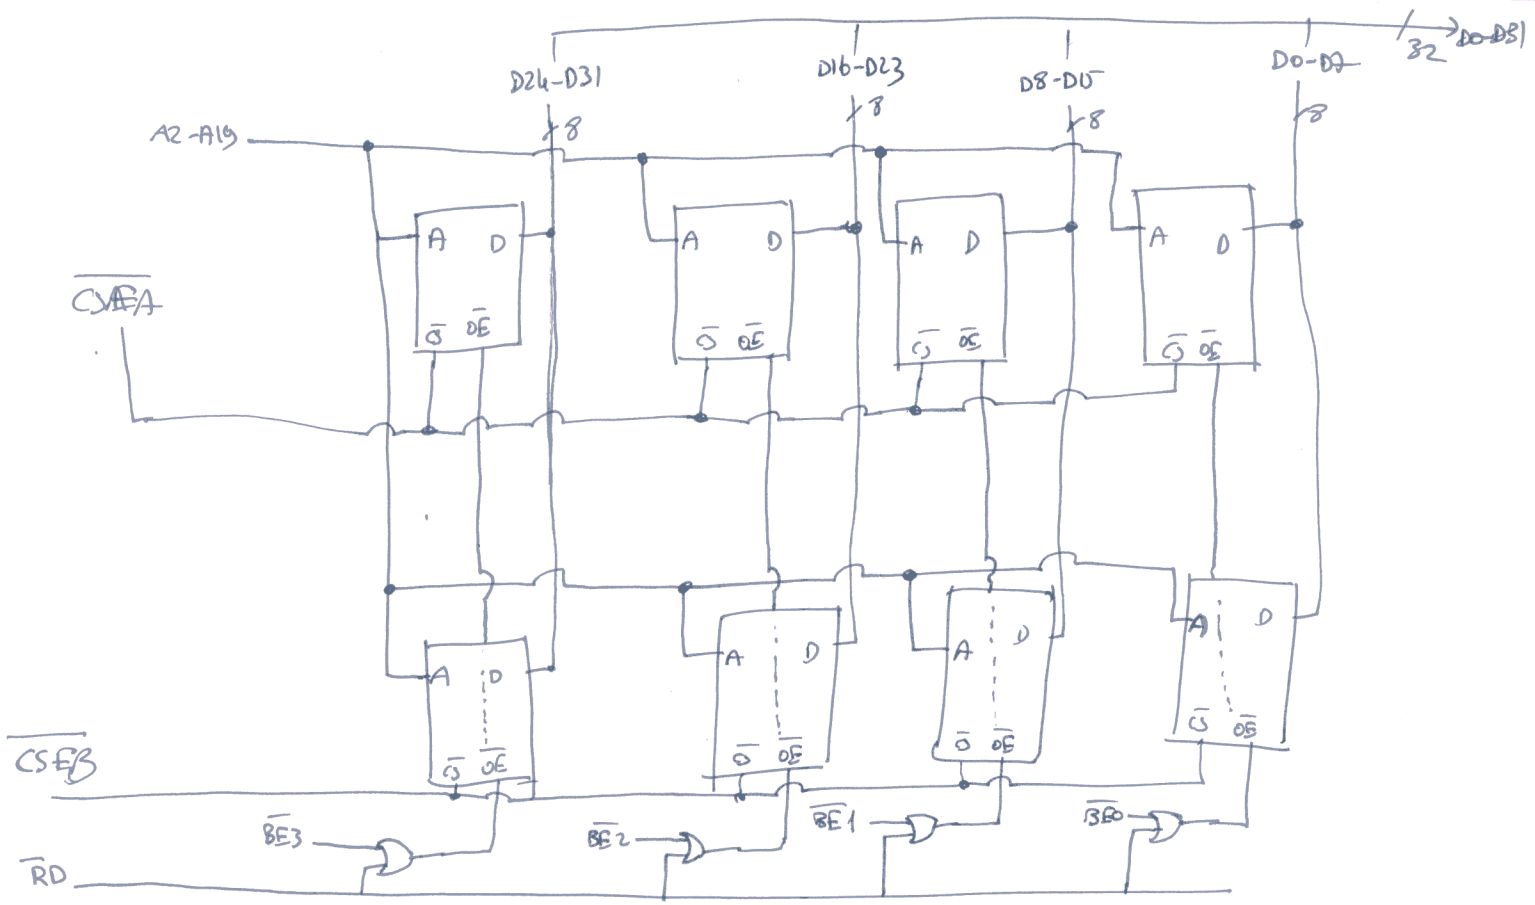 D0-D31
32
D24-D31
D16-D23
D8-D15
D0-D7
8
8
8
8
A2-A19
A D
A D
A D
A D
CS OE
CS OE
CS OE
CS OE
A D
A D
A D
A D
CSEB
CS OE
CS OE
CS OE
CS OE
BE3
BE2
BE1
BE0
RD